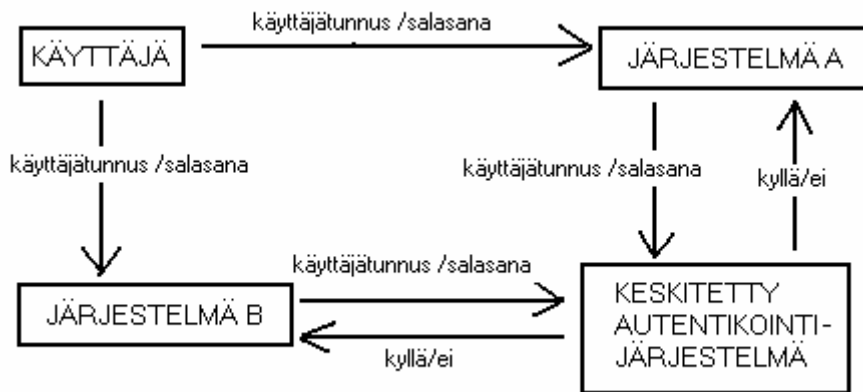 käyttäjätunnus /salasana
KÄYTTÄJÄ
JÄRJESTELMÄ A
käyttäjätunnus /salasana
käyttäjätunnus /salasana
kyllä/ei
käyttäjätunnus /salasana
JÄRJESTELMÄ B
KESKITETTY
AUTENTIKOINTI-
JÄRJESTELMÄ
kyllä/ei